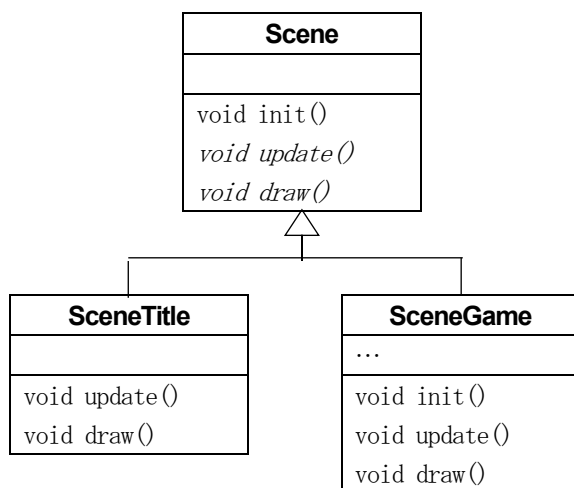 Scene
void init()
void update()
void draw()
SceneTitle
void update()
void draw()
SceneGame
…
void init()
void update()
void draw()